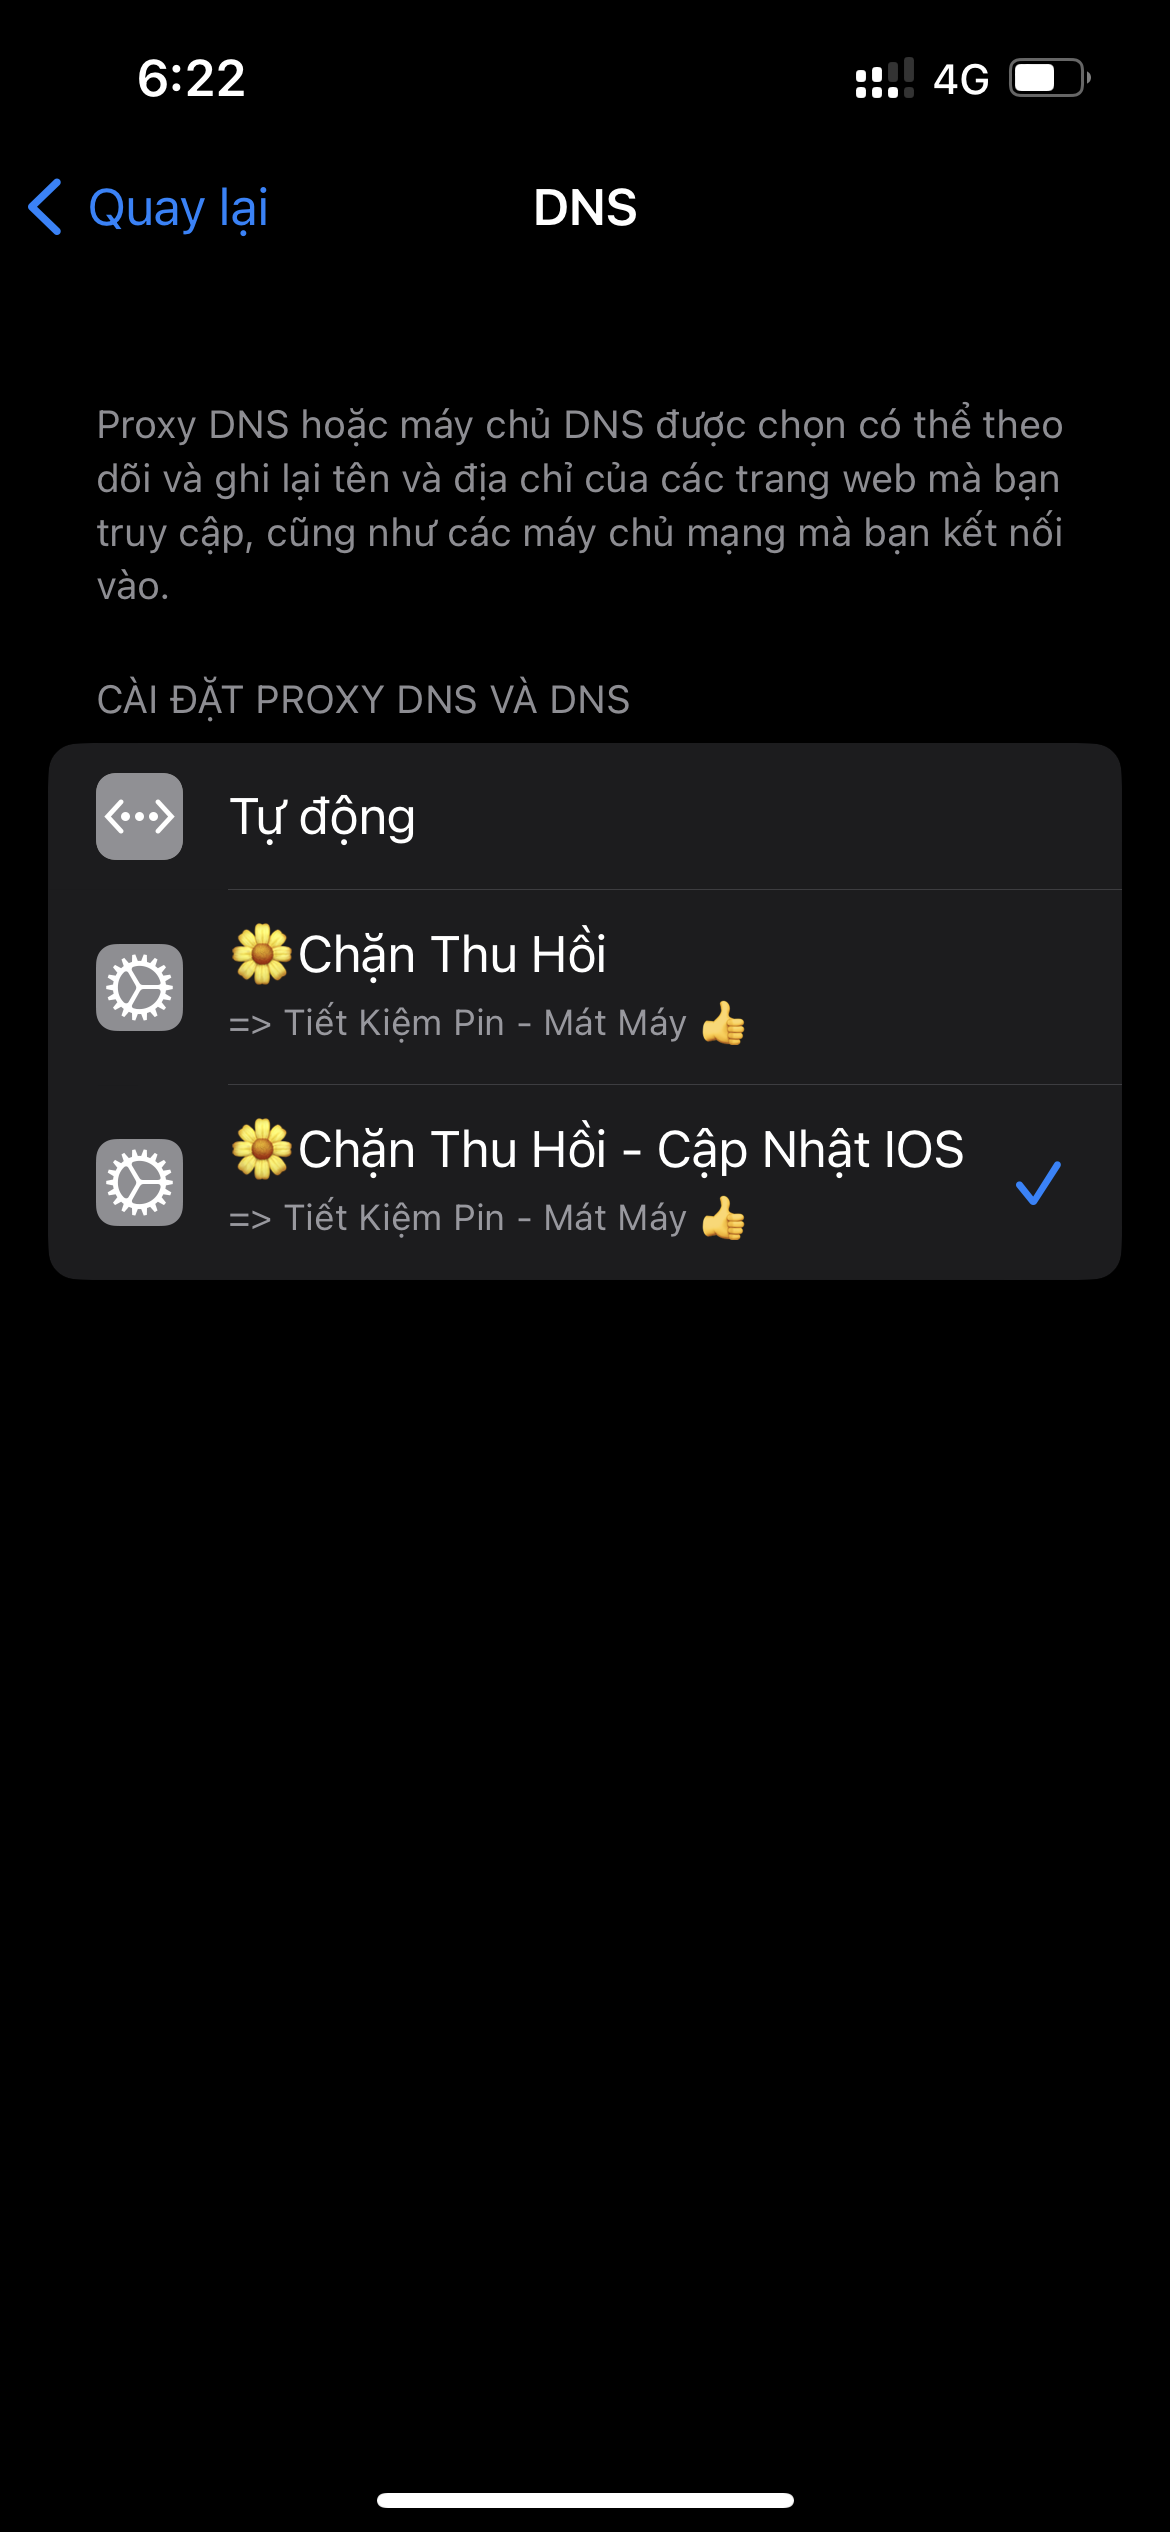 6:22
4G
Quay lại
DNS
Proxy DNS hoặc máy chủ DNS được chọn có thể theo
dõi và ghi lại tên và địa chỉ của các trang web mà bạn
truy cập, cũng như các máy chủ mạng mà bạn kết nối
vào.
CÀI ĐẶT PROXY DNS VÀ DNS
Tự động
🌼Chặn Thu Hồi
=> Tiết Kiệm Pin - Mát Máy 👍
🌼Chặn Thu Hồi - Cập Nhật IOS
=> Tiết Kiệm Pin - Mát Máy 👍